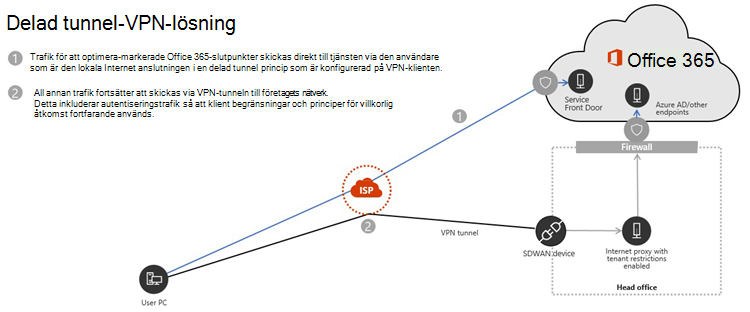 Delad tunnel-VPN-lösning
1 Trafik för att optimera-markerade Office 365-slutpunkter skickas direkt till tjänsten via den användare
som är den lokala Internet anslutningen i en delad tunnel princip som är konfigurerad på VPN-klienten.
2 All annan trafik fortsätter att skickas via VPN-tunneln till företagets nätverk.
Detta inkluderar autentiseringstrafik så att klient begränsningar och principer för villkorlig
åtkomst fortfarande används.
Office 365
Service
Front Door
Azure AD/other
endpoints
1
Firewall
ISP
2
VPN tunnel
SDWAN device
Internet proxy with
tenant restrictions
enabled
Head office
User PC